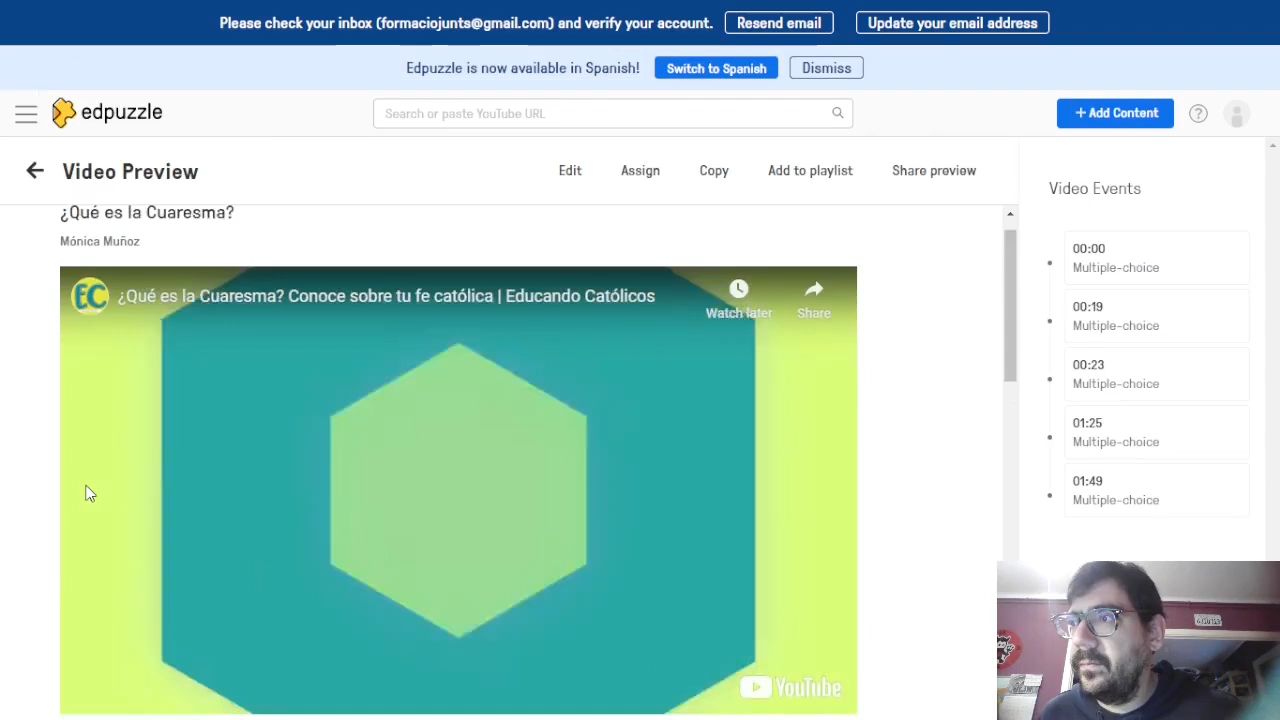 Please check your inbox (formaciojunts@gmail.com) and verify your account. Resend email Update your email address
Edpuzzle is now available in Spanish! Switch to Spanish Dismiss
edpuzzle Search or paste YouTube URL + Add Content ?
Video Preview Edit Assign Copy Add to playlist Share preview
¿Qué es la Cuaresma?
Mónica Muñoz
EC ¿Qué es la Cuaresma? Conoce sobre tu fe católica | Educando Católicos
Watch later Share
YouTube
Video Events
00:00
Multiple-choice
00:19
Multiple-choice
00:23
Multiple-choice
01:25
Multiple-choice
01:49
Multiple-choice